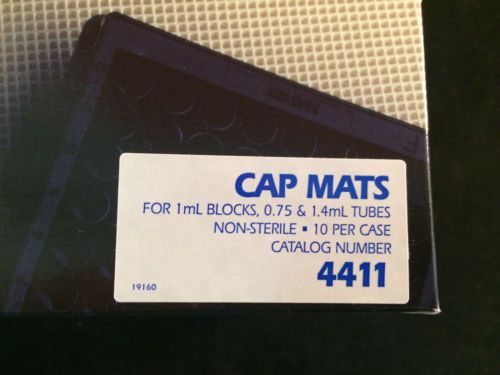 CAP MATS
FOR 1mL BLOCKS, 0.75 & 1.4mL TUBES
NON-STERILE ▪ 10 PER CASE
CATALOG NUMBER
4411
19160